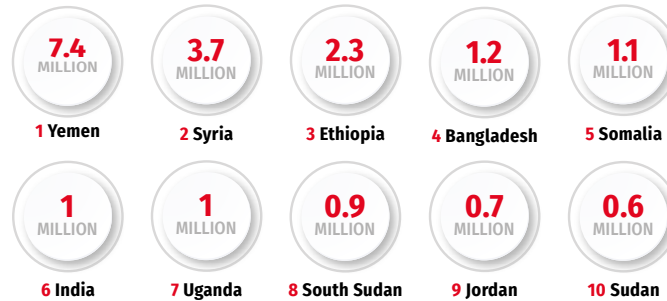 7.4
MILLION
1 Yemen
3.7
MILLION
2 Syria
2.3
MILLION
3 Ethiopia
1.2
MILLION
4 Bangladesh
1.1
MILLION
5 Somalia
1
MILLION
6 India
1
MILLION
7 Uganda
0.9
MILLION
8 South Sudan
0.7
MILLION
9 Jordan
0.6
MILLION
10 Sudan